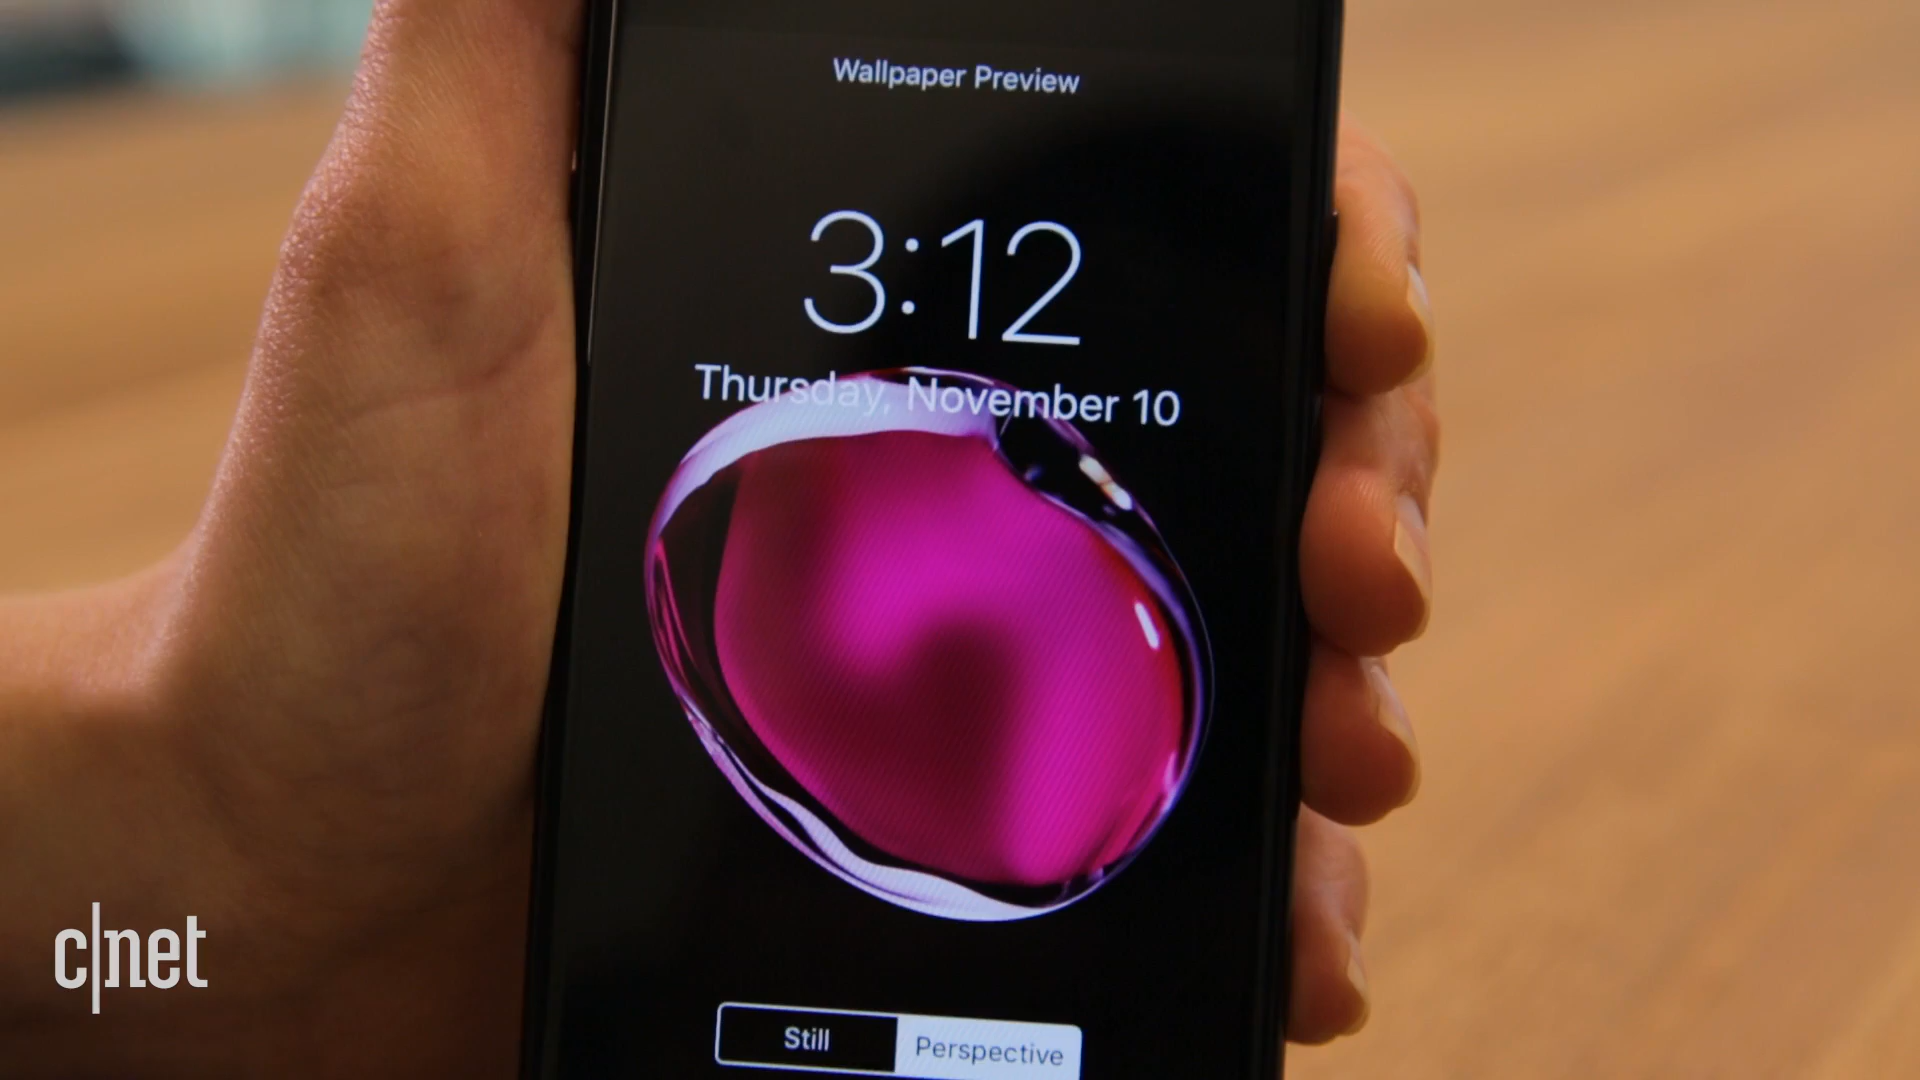 Wallpaper Preview
3:12
Thursday, November 10
c|net
Still
Perspective